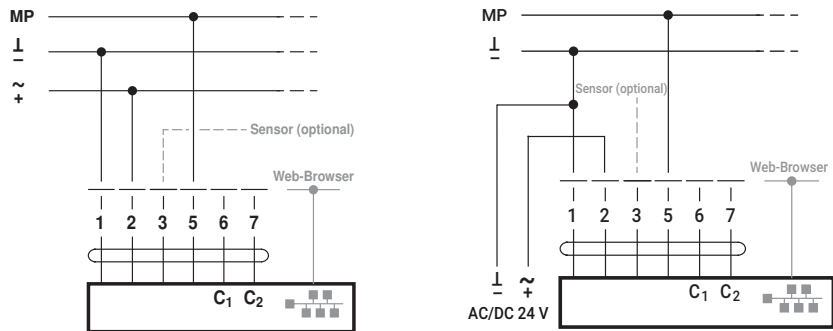 MP
⊥
–
~
+
Sensor (optional)
Web-Browser
1 2 3 5 6 7
C₁ C₂
MP
⊥
–
Sensor (optional)
Web-Browser
1 2 3 5 6 7
⊥ ~
– +
AC/DC 24 V
C₁ C₂